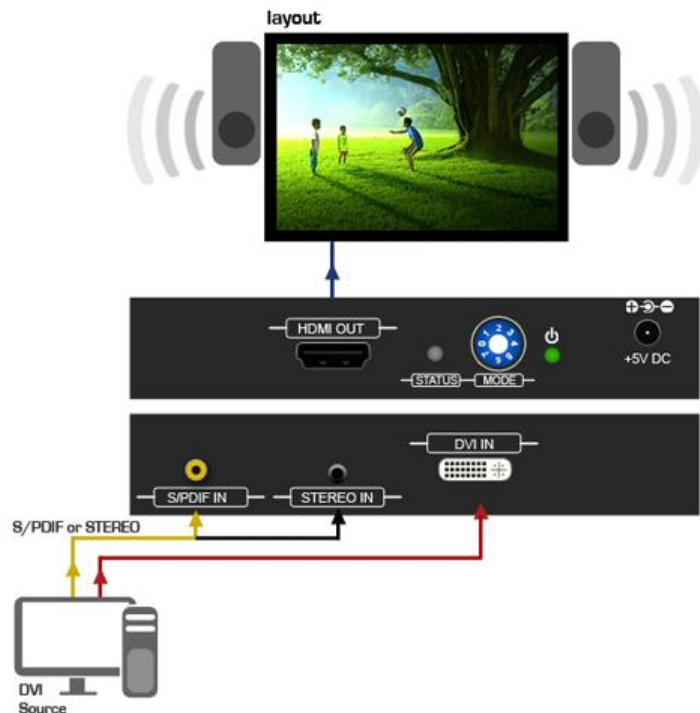 layout
HDMI OUT
STATUS
MODE
+5V DC
S/PDIF IN
STEREO IN
DVI IN
S/PDIF or STEREO
DVI
Source